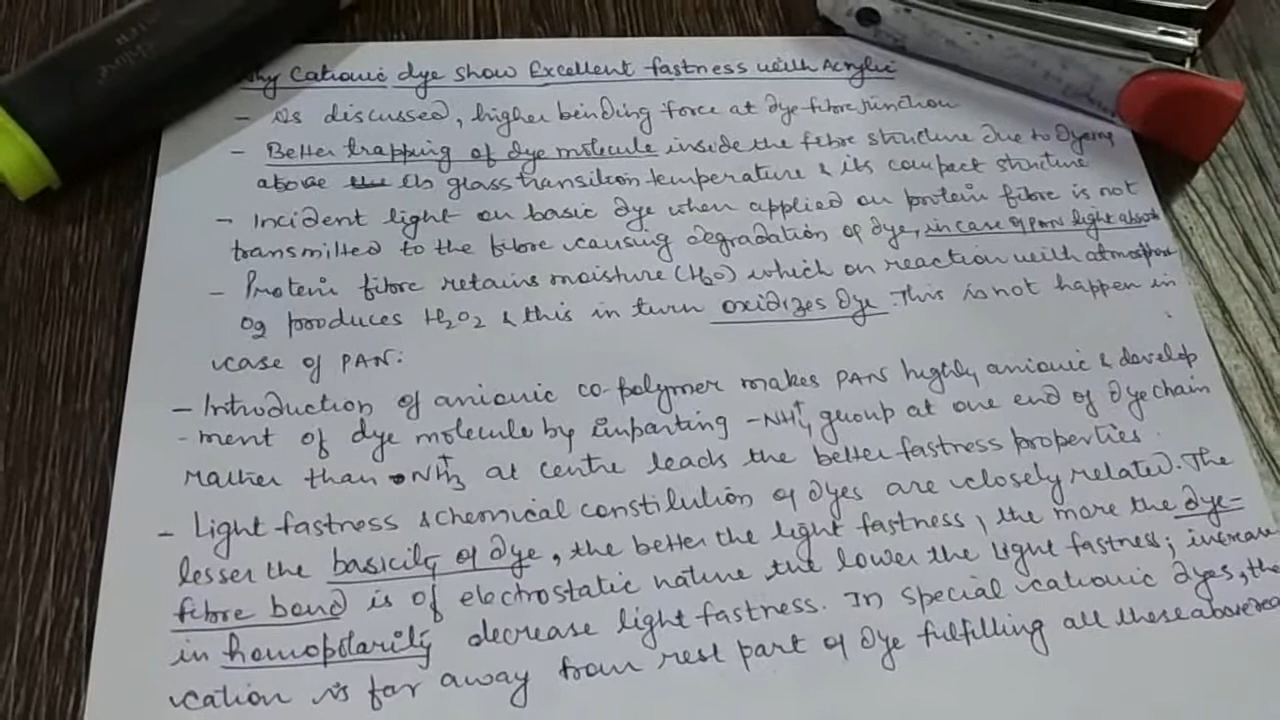 Why Cationic dye show Excellent fastness with Acrylic
- As discussed, higher beinding force at dye fibre junction
- Better trapping of dye molecule inside the fibre structure Due to Dyeing
above its glass transition temperature & its compact structure
- Incident light on basic dye when applied on protein fibre is not
transmitted to the fibre causing degradation of dye, in case of PAN light absorb
- Protein fibre retains moisture (H2O) which on reaction with atmosphere
O2 produces H2O2 & this in turn oxidizes dye. This is not happen in
case of PAN.
- Introduction of anionic co-polymer makes PAN highly anionic & develop
-ment of dye molecule by imparting -NH4+ group at one end of dye chain
rather than NH3+ at centre leads the better fastness properties.
- Light fastness & chemical constitution of dyes are closely related. The
lesser the basicity of dye, the better the light fastness, the more the dye-
fibre bond is of electrostatic nature the lower the light fastness; increase
in homopolarity decrease light fastness. In special cationic dyes, the
cation is far away from rest part of dye fulfilling all these above